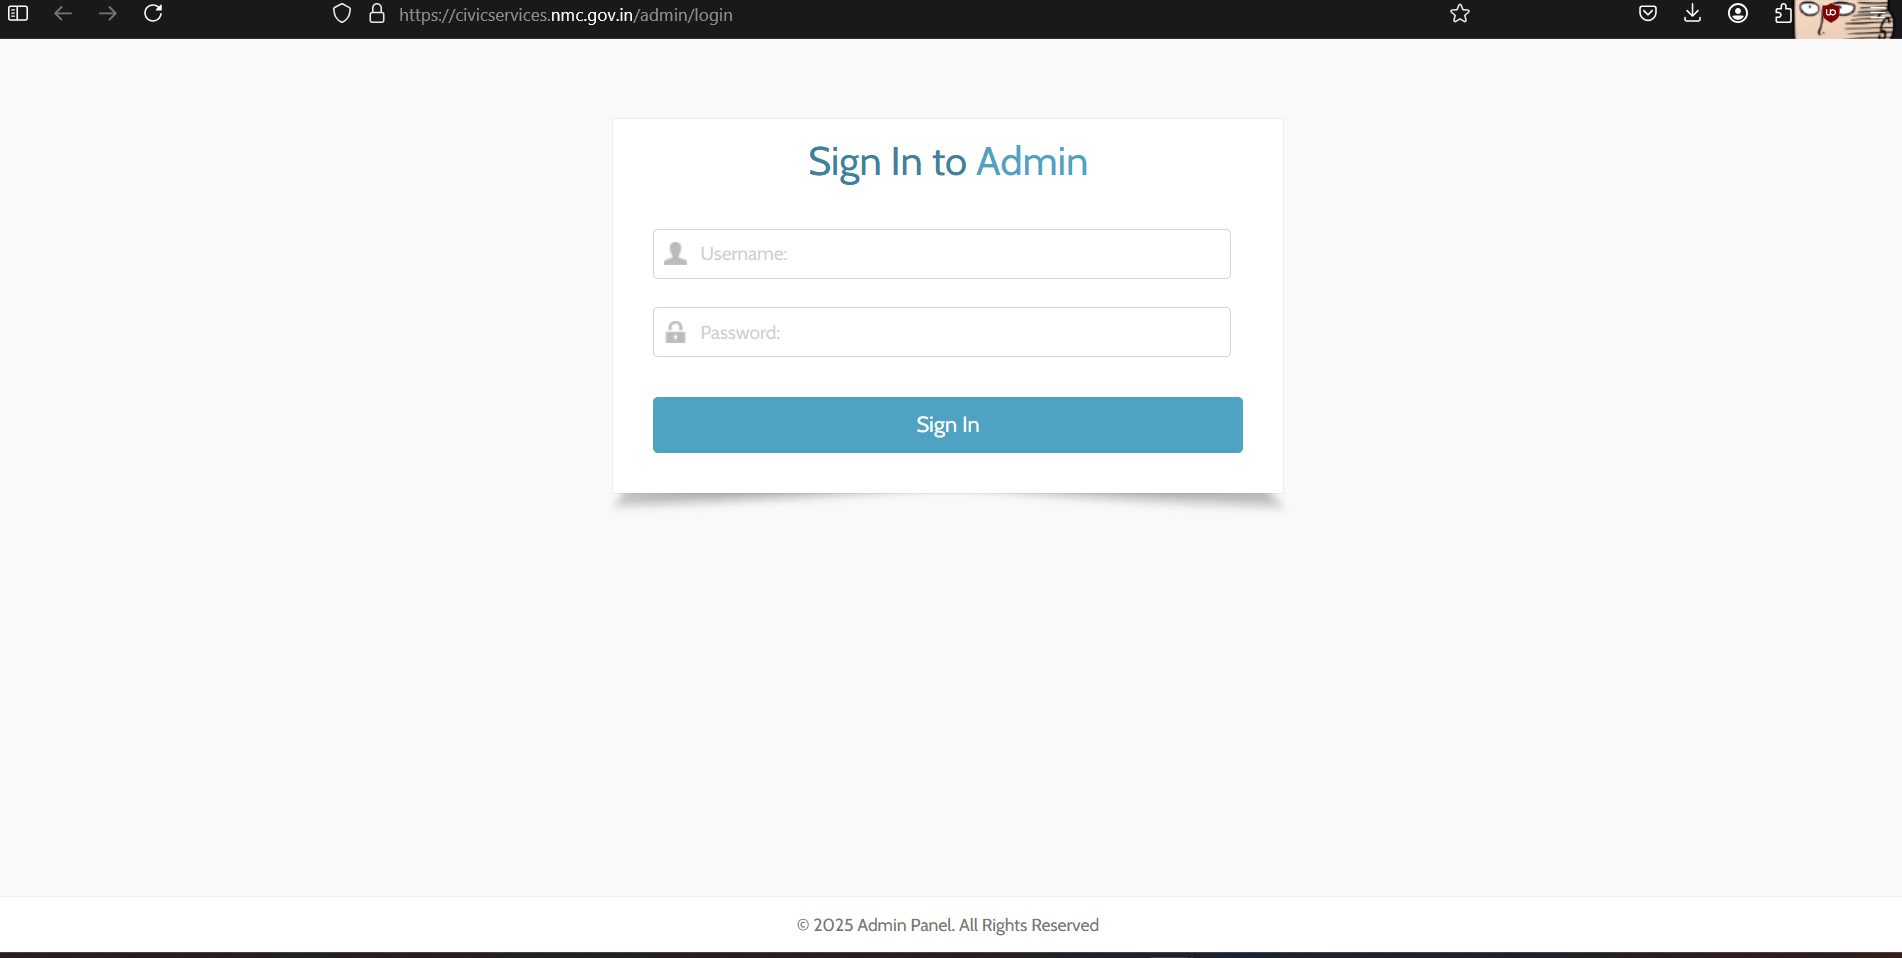 https://civicservices.nmc.gov.in/admin/login
Sign In to Admin
Username:
Password:
Sign In
© 2025 Admin Panel. All Rights Reserved